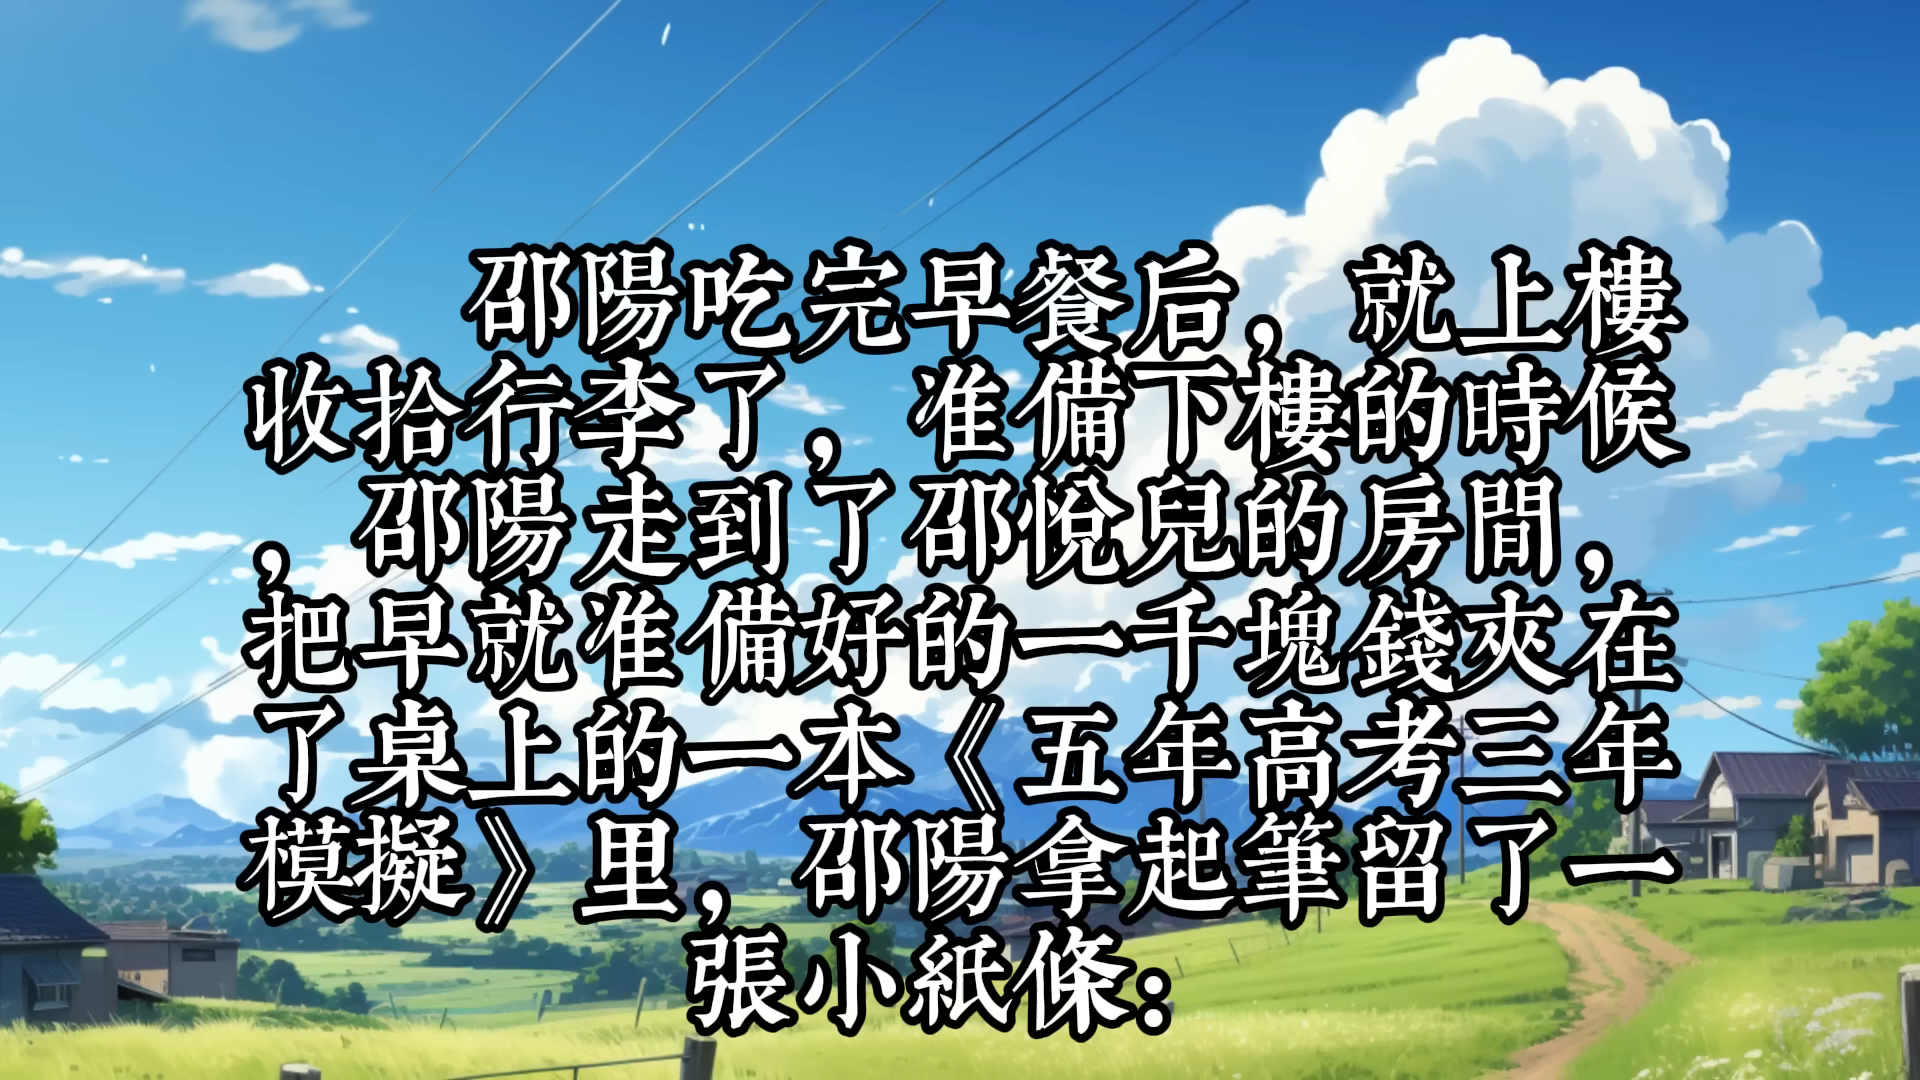 邵陽吃完早餐后，就上樓
收拾行李了，准備下樓的時候
，邵陽走到了邵悅兒的房間，
把早就准備好的一千塊錢夾在
了桌上的一本《五年高考三年
模擬》里，邵陽拿起筆留了一
張小紙條：